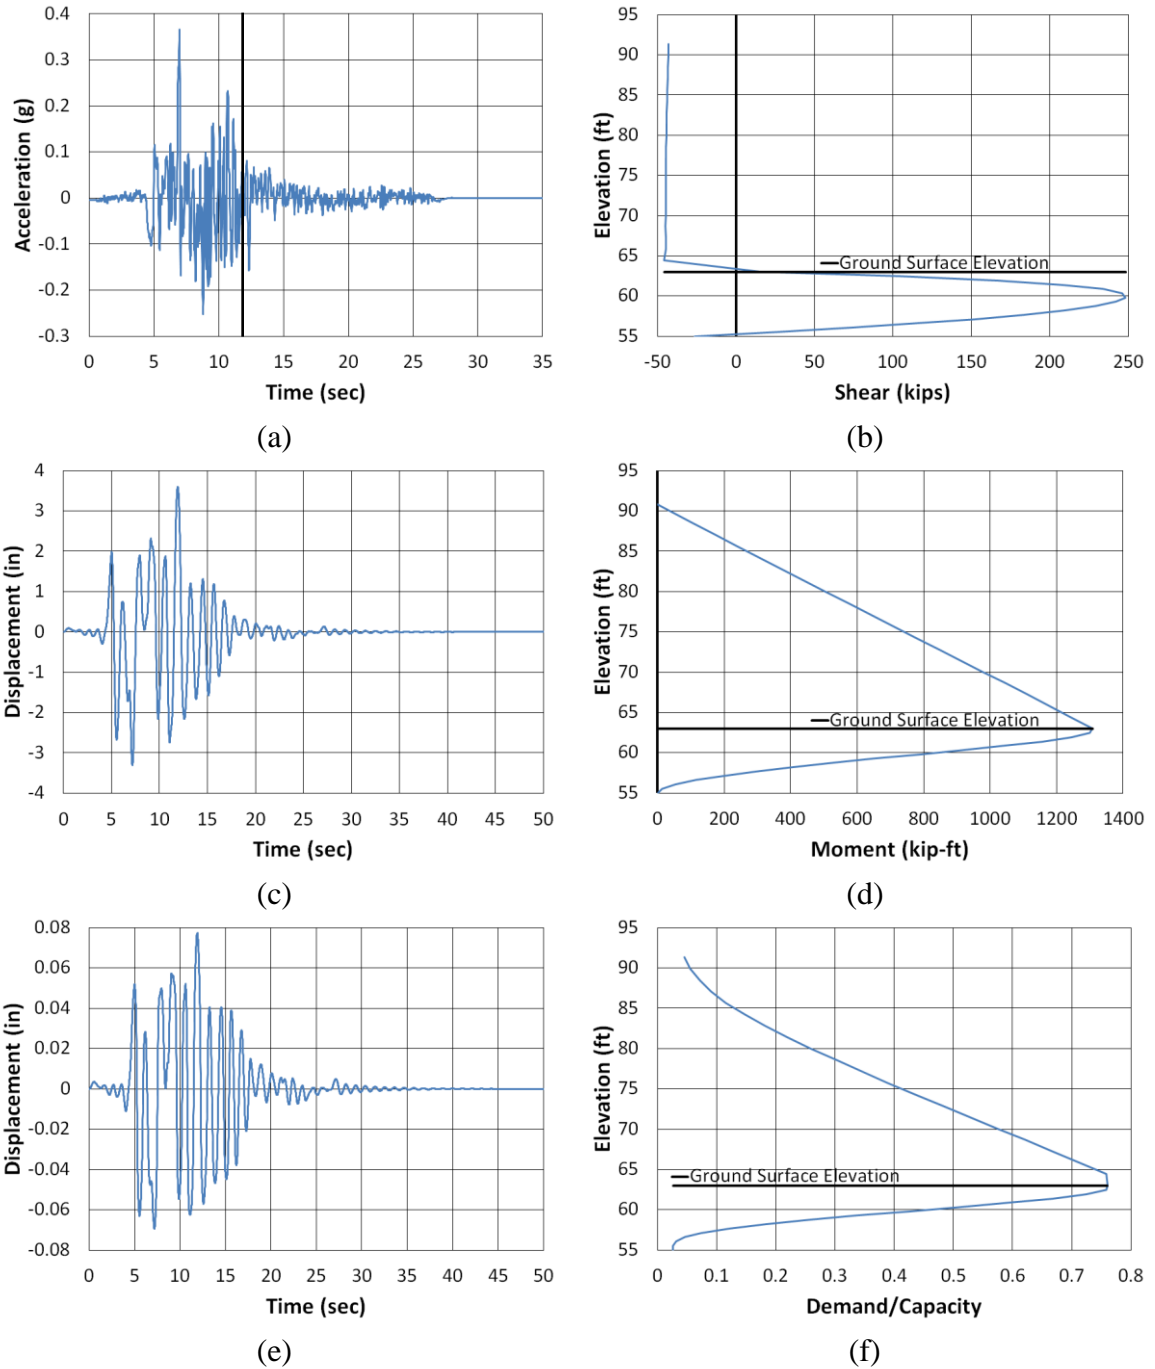 0.4
0.3
0.2
0.1
0
-0.1
-0.2
-0.3
Acceleration (g)
0 5 10 15 20 25 30 35
Time (sec)
(a)
95
90
85
80
75
70
65
60
55
Elevation (ft)
Ground Surface Elevation
-50 0 50 100 150 200 250
Shear (kips)
(b)
4
3
2
1
0
-1
-2
-3
-4
Displacement (in)
0 5 10 15 20 25 30 35 40 45 50
Time (sec)
(c)
95
90
85
80
75
70
65
60
55
Elevation (ft)
Ground Surface Elevation
0 200 400 600 800 1000 1200 1400
Moment (kip-ft)
(d)
0.08
0.06
0.04
0.02
0
-0.02
-0.04
-0.06
-0.08
Displacement (in)
0 5 10 15 20 25 30 35 40 45 50
Time (sec)
(e)
95
90
85
80
75
70
65
60
55
Elevation (ft)
Ground Surface Elevation
0 0.1 0.2 0.3 0.4 0.5 0.6 0.7 0.8
Demand/Capacity
(f)